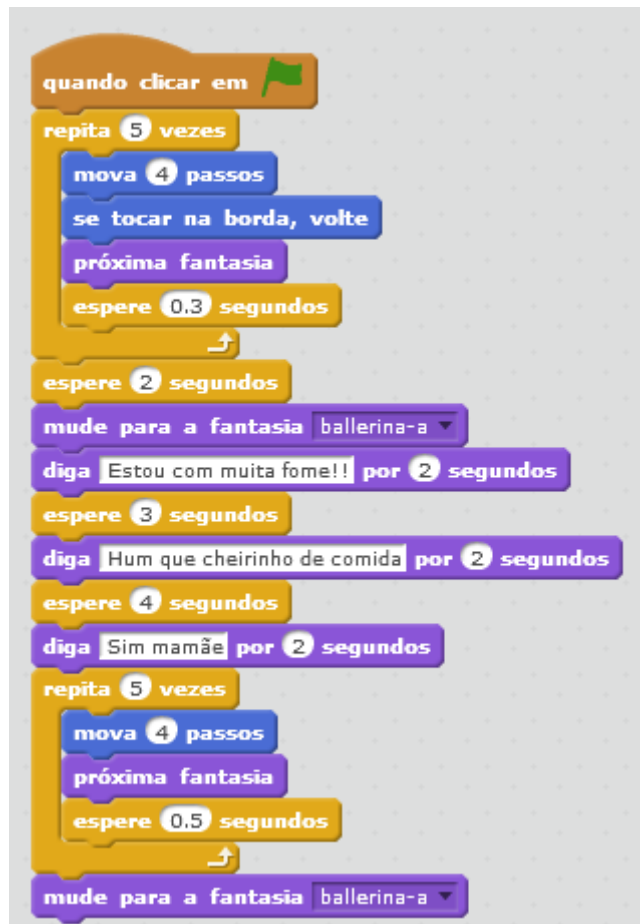 quando clicar em
repita 5 vezes
mova 4 passos
se tocar na borda, volte
próxima fantasia
espere 0.3 segundos
espere 2 segundos
mude para a fantasia ballerina-a
diga Estou com muita fome!! por 2 segundos
espere 3 segundos
diga Hum que cheirinho de comida por 2 segundos
espere 4 segundos
diga Sim mamãe por 2 segundos
repita 5 vezes
mova 4 passos
próxima fantasia
espere 0.5 segundos
mude para a fantasia ballerina-a